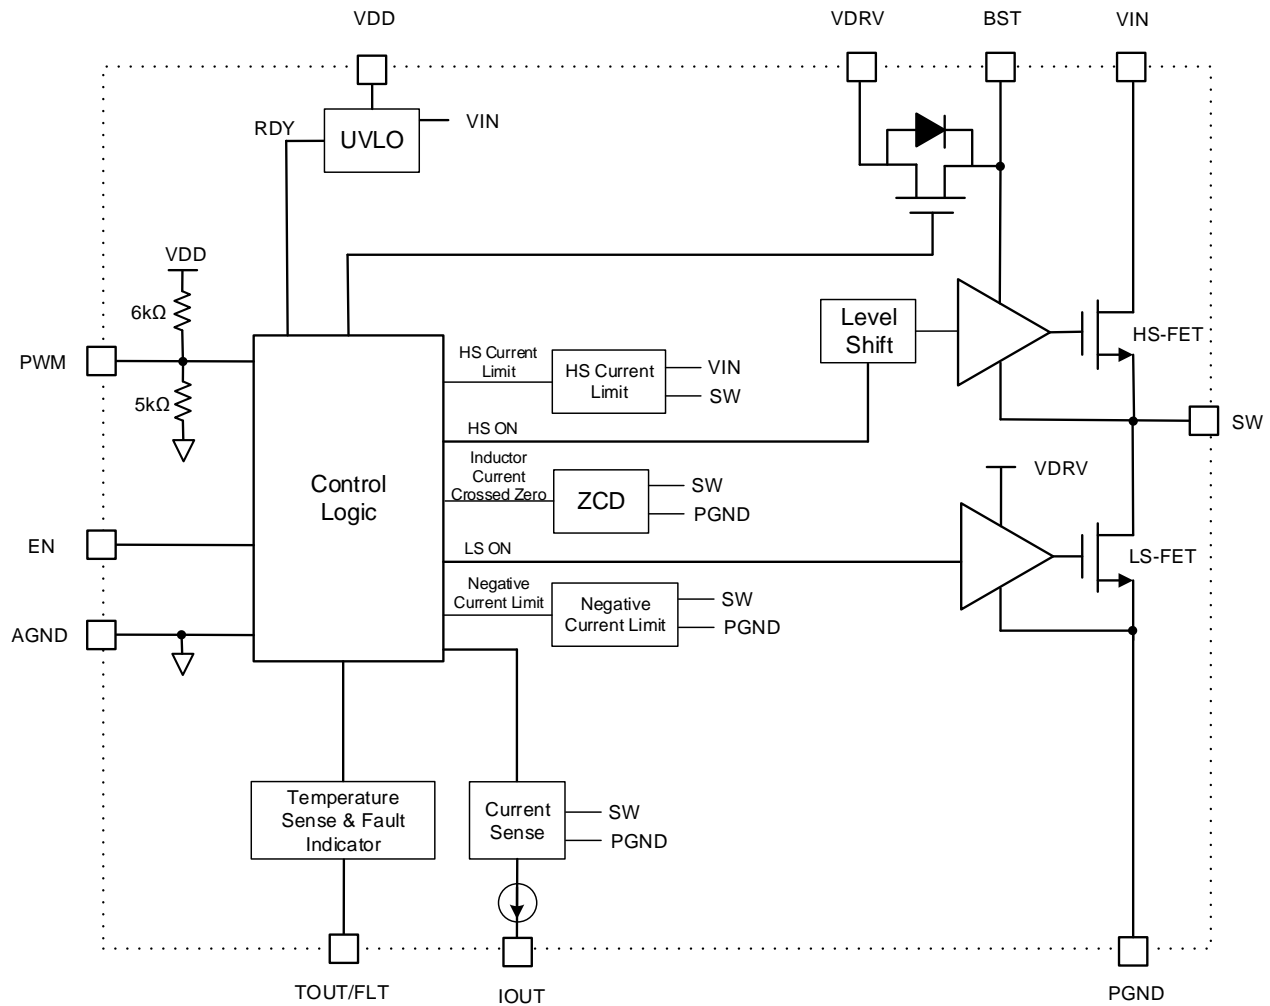 VDD
VDRV
BST
VIN
RDY
UVLO
VIN
VDD
6kΩ
PWM
5kΩ
Level
Shift
HS-FET
HS Current
Limit
HS Current
Limit
VIN
SW
HS ON
SW
Inductor
Current
Crossed Zero
ZCD
SW
PGND
Control
Logic
VDRV
EN
LS ON
LS-FET
Negative
Current Limit
Negative
Current Limit
SW
PGND
AGND
Temperature
Sense & Fault
Indicator
Current
Sense
SW
PGND
TOUT/FLT
IOUT
PGND